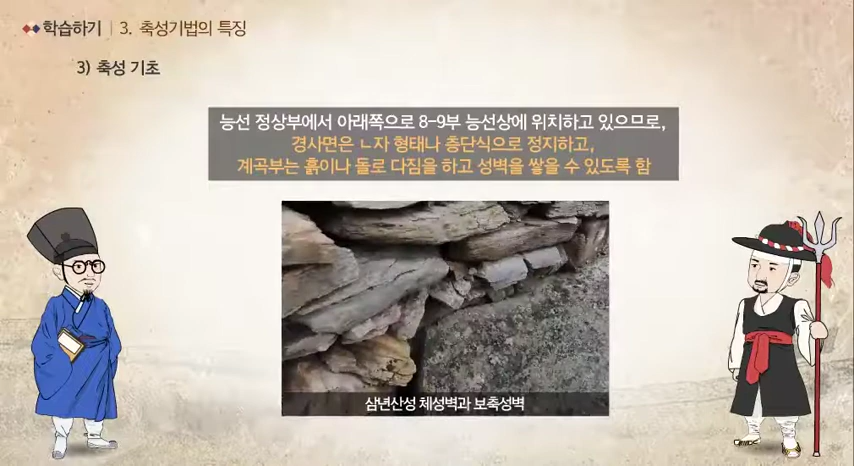 학습하기 | 3. 축성기법의 특징
3) 축성 기초
능선 정상부에서 아래쪽으로 8-9부 능선상에 위치하고 있으므로,
경사면은 ㄴ자 형태나 층단식으로 정지하고,
계곡부는 흙이나 돌로 다짐을 하고 성벽을 쌓을 수 있도록 함
삼년산성 체성벽과 보축성벽